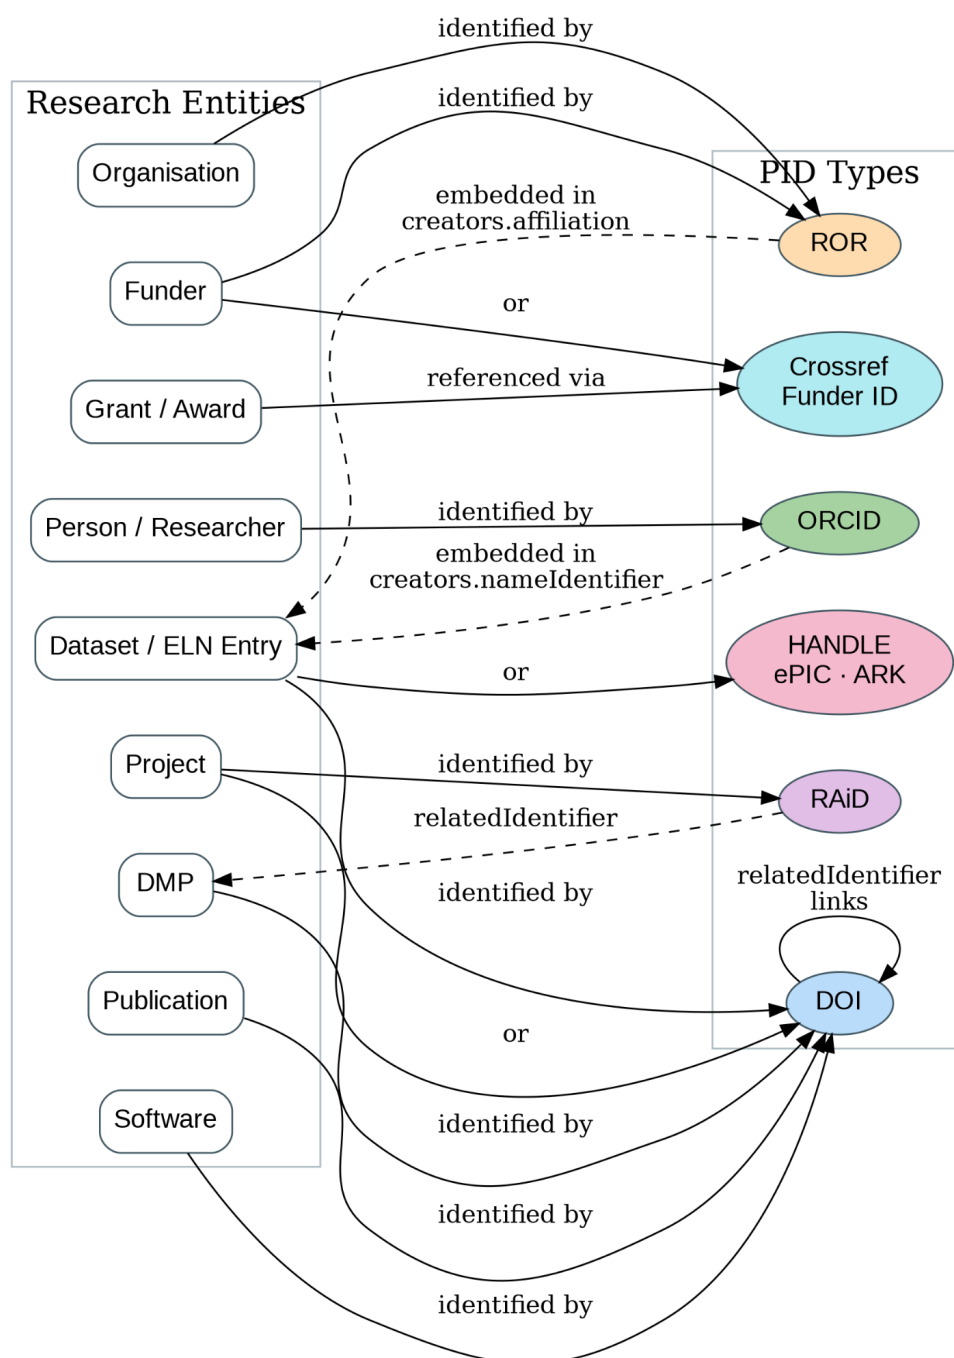 identified by
Research Entities
identified by
Organisation
PID Types
embedded in
creators.affiliation
ROR
Funder
or
Crossref
Funder ID
referenced via
Grant / Award
identified by
ORCID
Person / Researcher
embedded in
creators.nameIdentifier
Dataset / ELN Entry
HANDLE
ePIC · ARK
or
identified by
Project
RAiD
relatedIdentifier
DMP
relatedIdentifier
links
identified by
Publication
DOI
or
Software
identified by
identified by
identified by